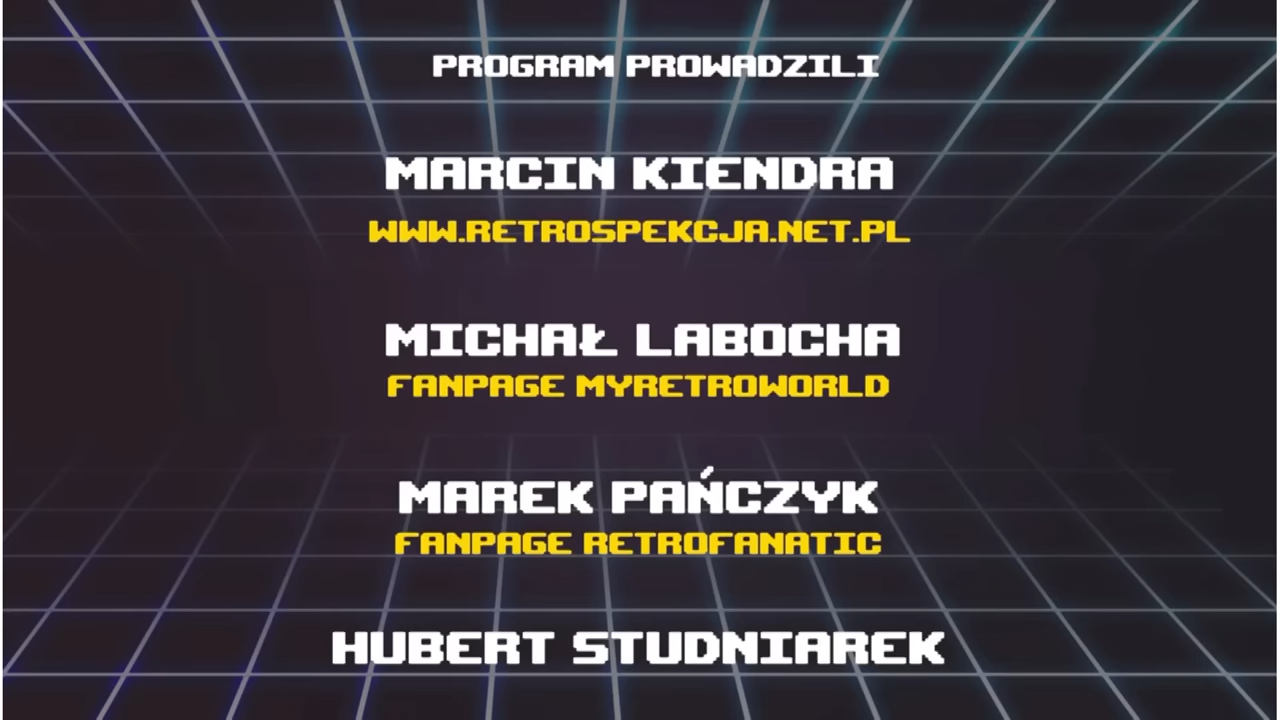 PROGRAM PROWADZILI
MARCIN KIENDRA
WWW.RETROSPEKCJA.NET.PL
MICHAŁ LABOCHA
FANPAGE MYRETROWORLD
MAREK PAŃCZYK
FANPAGE RETROFANATIC
HUBERT STUDNIAREK